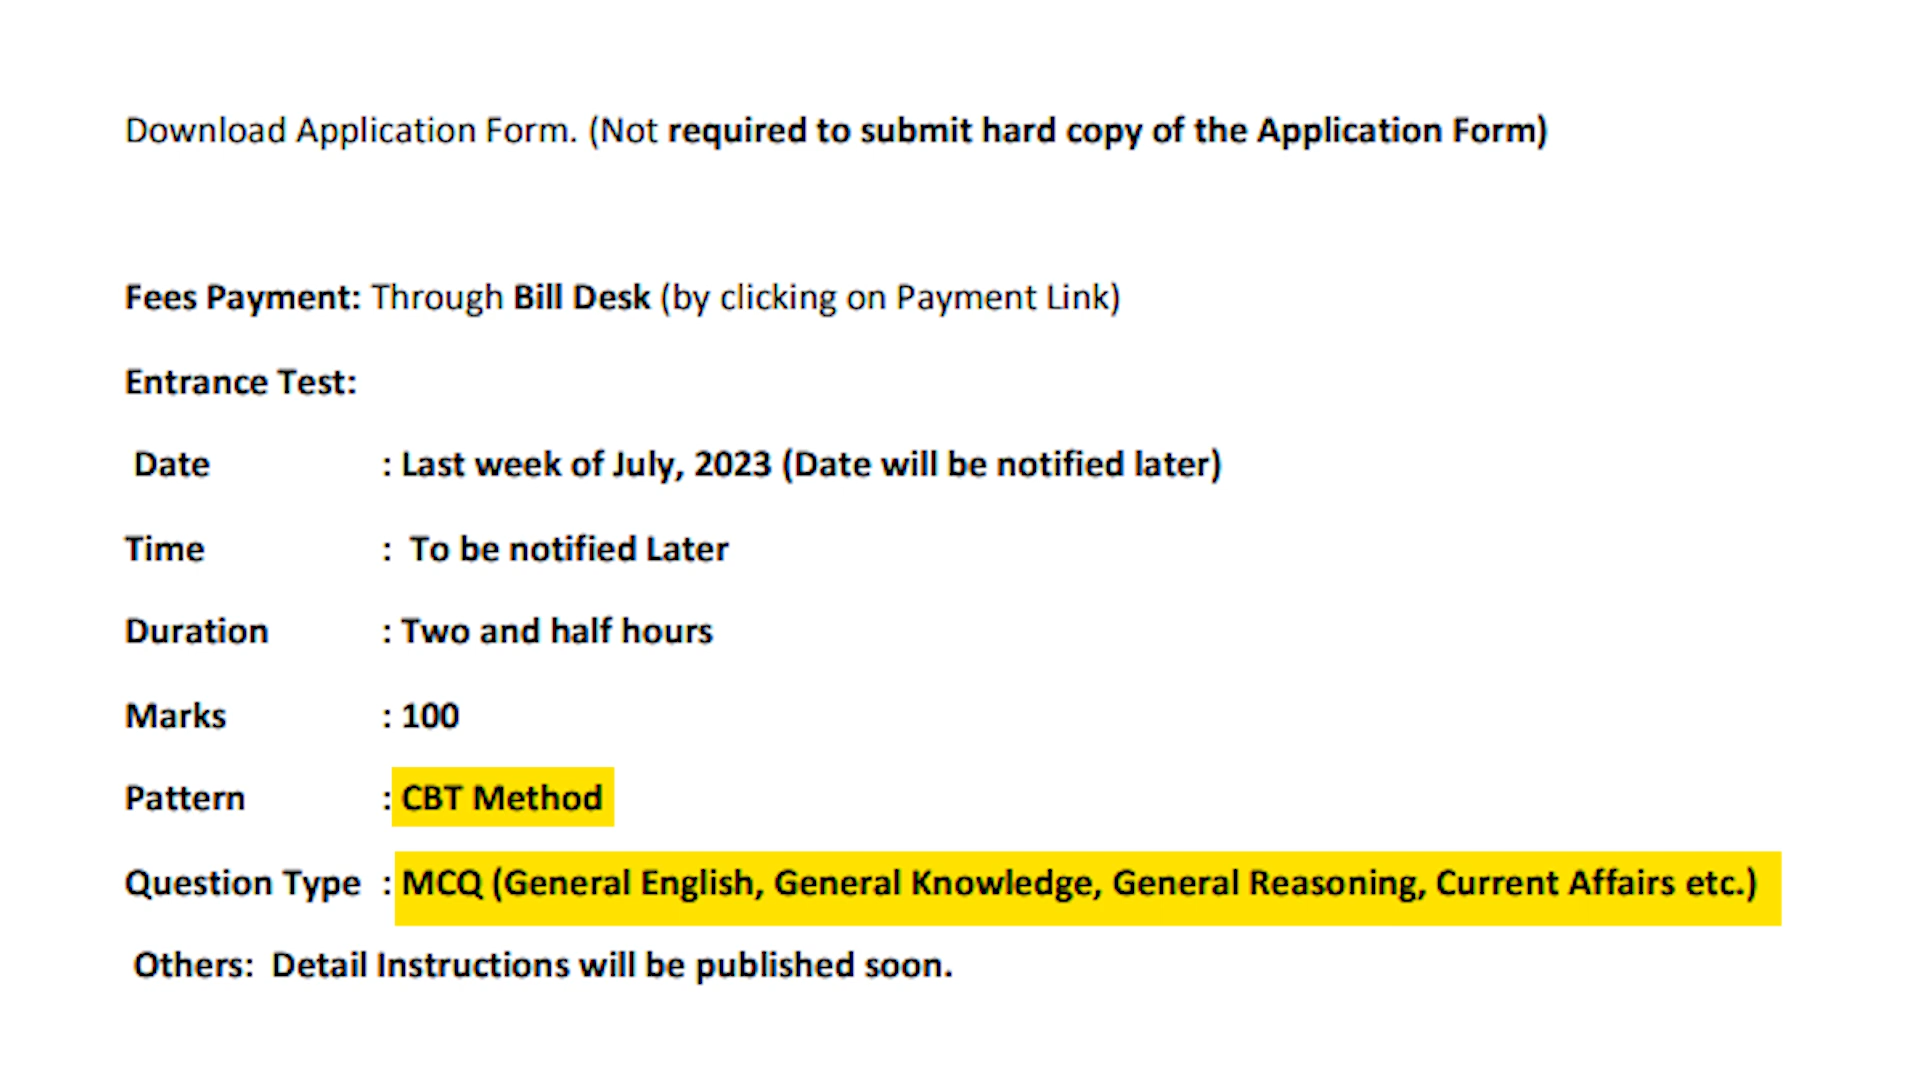 Download Application Form. (Not required to submit hard copy of the Application Form)
Fees Payment: Through Bill Desk (by clicking on Payment Link)
Entrance Test:
Date : Last week of July, 2023 (Date will be notified later)
Time : To be notified Later
Duration : Two and half hours
Marks : 100
Pattern : CBT Method
Question Type : MCQ (General English, General Knowledge, General Reasoning, Current Affairs etc.)
Others: Detail Instructions will be published soon.